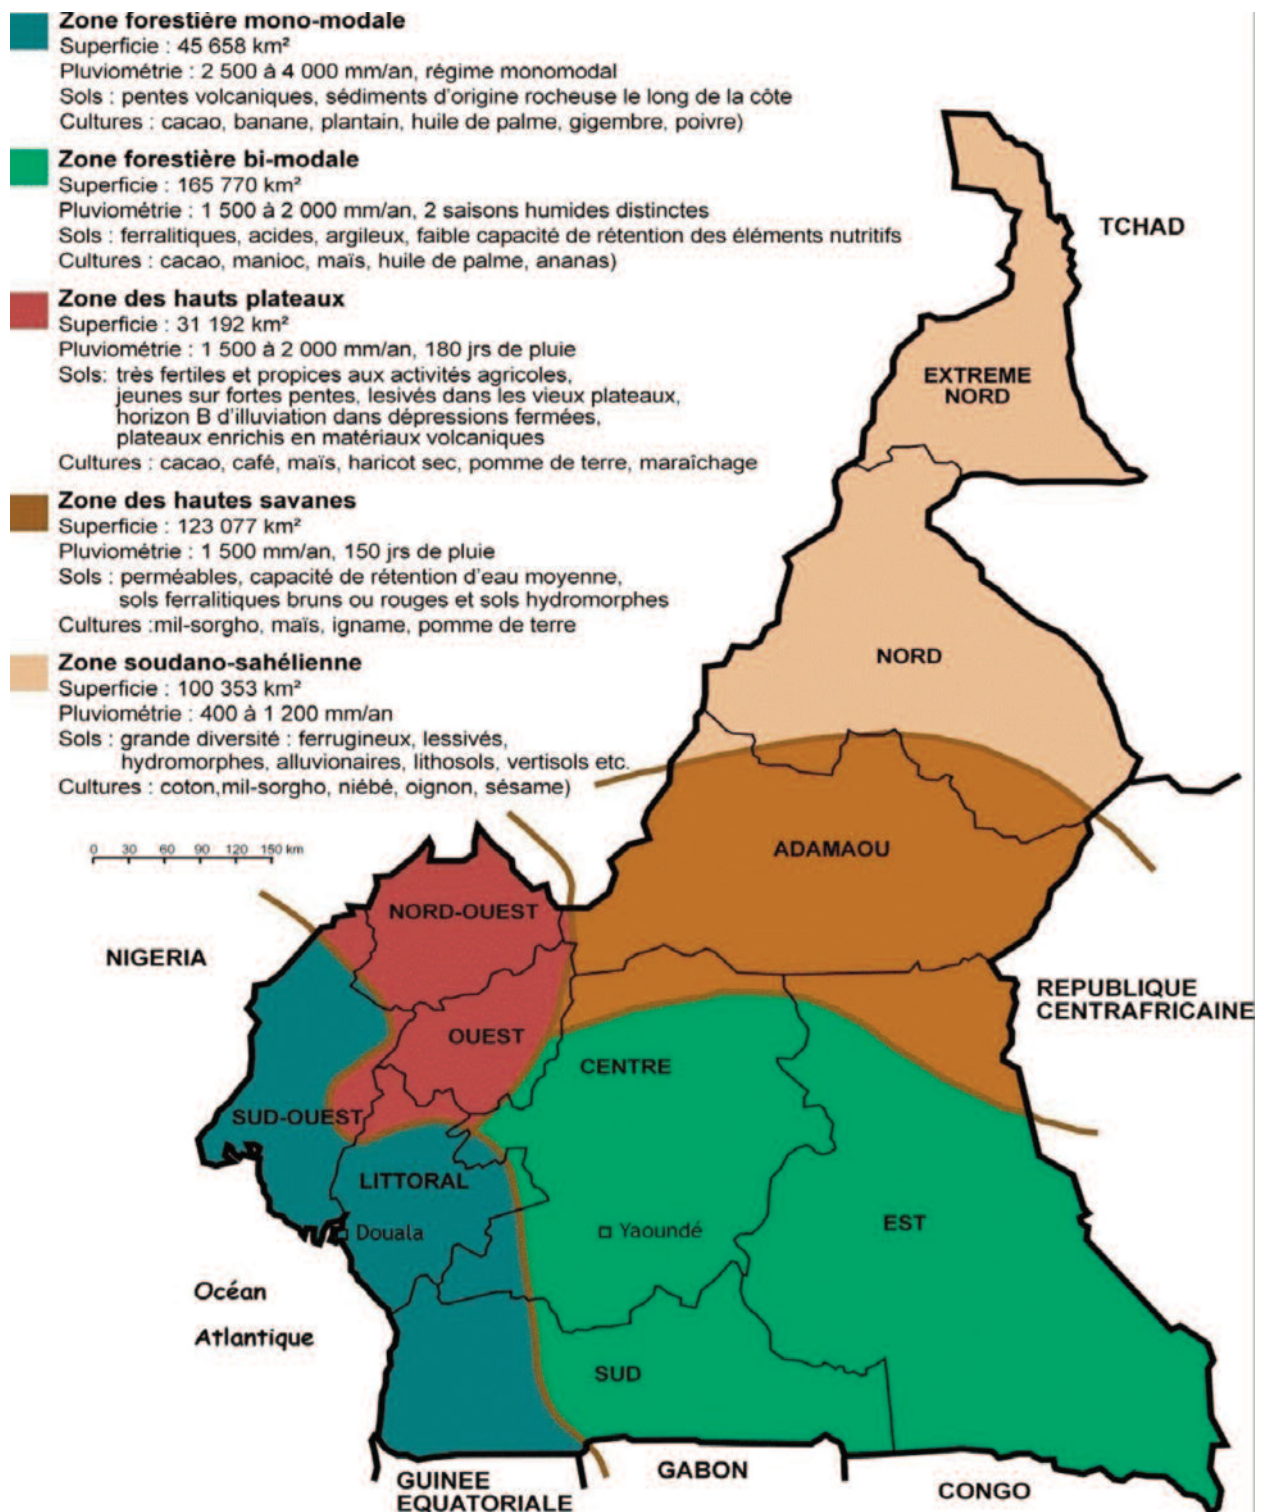 Zone forestière mono-modale
Superficie : 45 658 km²
Pluviométrie : 2 500 à 4 000 mm/an, régime monomodal
Sols : pentes volcaniques, sédiments d'origine rocheuse le long de la côte
Cultures : cacao, banane, plantain, huile de palme, gigembre, poivre)
Zone forestière bi-modale
Superficie : 165 770 km²
Pluviométrie : 1 500 à 2 000 mm/an, 2 saisons humides distinctes
Sols : ferralitiques, acides, argileux, faible capacité de rétention des éléments nutritifs
Cultures : cacao, manioc, maïs, huile de palme, ananas)
Zone des hauts plateaux
Superficie : 31 192 km²
Pluviométrie : 1 500 à 2 000 mm/an, 180 jrs de pluie
Sols: très fertiles et propices aux activités agricoles,
jeunes sur fortes pentes, lesivés dans les vieux plateaux,
horizon B d'illuviation dans dépressions fermées,
plateaux enrichis en matériaux volcaniques
Cultures : cacao, café, maïs, haricot sec, pomme de terre, maraîchage
Zone des hautes savanes
Superficie : 123 077 km²
Pluviométrie : 1 500 mm/an, 150 jrs de pluie
Sols : perméables, capacité de rétention d'eau moyenne,
sols ferralitiques bruns ou rouges et sols hydromorphes
Cultures :mil-sorgho, maïs, igname, pomme de terre
Zone soudano-sahélienne
Superficie : 100 353 km²
Pluviométrie : 400 à 1 200 mm/an
Sols : grande diversité : ferrugineux, lessivés,
hydromorphes, alluvionaires, lithosols, vertisols etc.
Cultures : coton,mil-sorgho, niébé, oignon, sésame)
0 30 60 90 120 150 km
TCHAD
EXTREME
NORD
NORD
ADAMAOU
NORD-OUEST
NIGERIA
REPUBLIQUE
CENTRAFRICAINE
OUEST
CENTRE
SUD-OUEST
LITTORAL
EST
Douala
Yaoundé
Océan
Atlantique
SUD
GUINEE
EQUATORIALE
GABON
CONGO